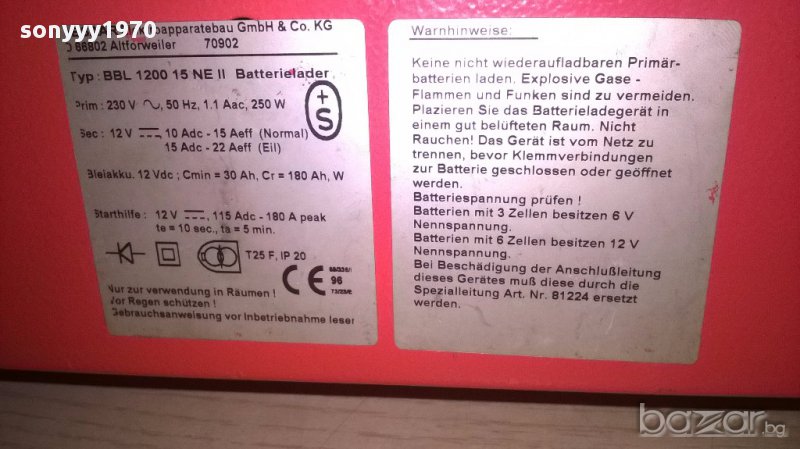 sonyyy1970
GmbH & Co. KG
66802 Altforweiler 70902
Typ: BBL 1200 15 NE II Batterielader
Prim: 230 V ~, 50 Hz, 1.1 Aac, 250 W
Sec: 12 V ⎓, 10 Adc - 15 Aeff (Normal)
15 Adc - 22 Aeff (Eil)
+
S
Bleiakku. 12 Vdc ; Cmin = 30 Ah, Cr = 180 Ah, W
Starthilfe : 12 V ⎓, 115 Adc - 180 A peak
te = 10 sec., ta = 5 min.
T25 F, IP 20
CE
96
Nur zur verwendung in Räumen !
Vor Regen schützen !
Gebrauchsanweisung vor Inbetriebnahme leser
Warnhinweise:
Keine nicht wiederaufladbaren Primär-
batterien laden. Explosive Gase -
Flammen und Funken sind zu vermeiden.
Plazieren Sie das Batterieladegerät in
einem gut belüfteten Raum. Nicht
Rauchen! Das Gerät ist vom Netz zu
trennen, bevor Klemmverbindungen
zur Batterie geschlossen oder geöffnet
werden.
Batteriespannung prüfen !
Batterien mit 3 Zellen besitzen 6 V
Nennspannung.
Batterien mit 6 Zellen besitzen 12 V
Nennspannung.
Bei Beschädigung der Anschlußleitung
dieses Gerätes muß diese durch die
Spezialleitung Art. Nr. 81224 ersetzt
werden.
bazar.bg